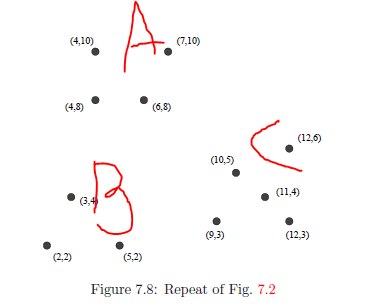 A
(4,10) (7,10)
(4,8) (6,8)
C
(12,6)
(10,5)
B
(3,4) (11,4)
(9,3) (12,3)
(2,2) (5,2)
Figure 7.8: Repeat of Fig. 7.2